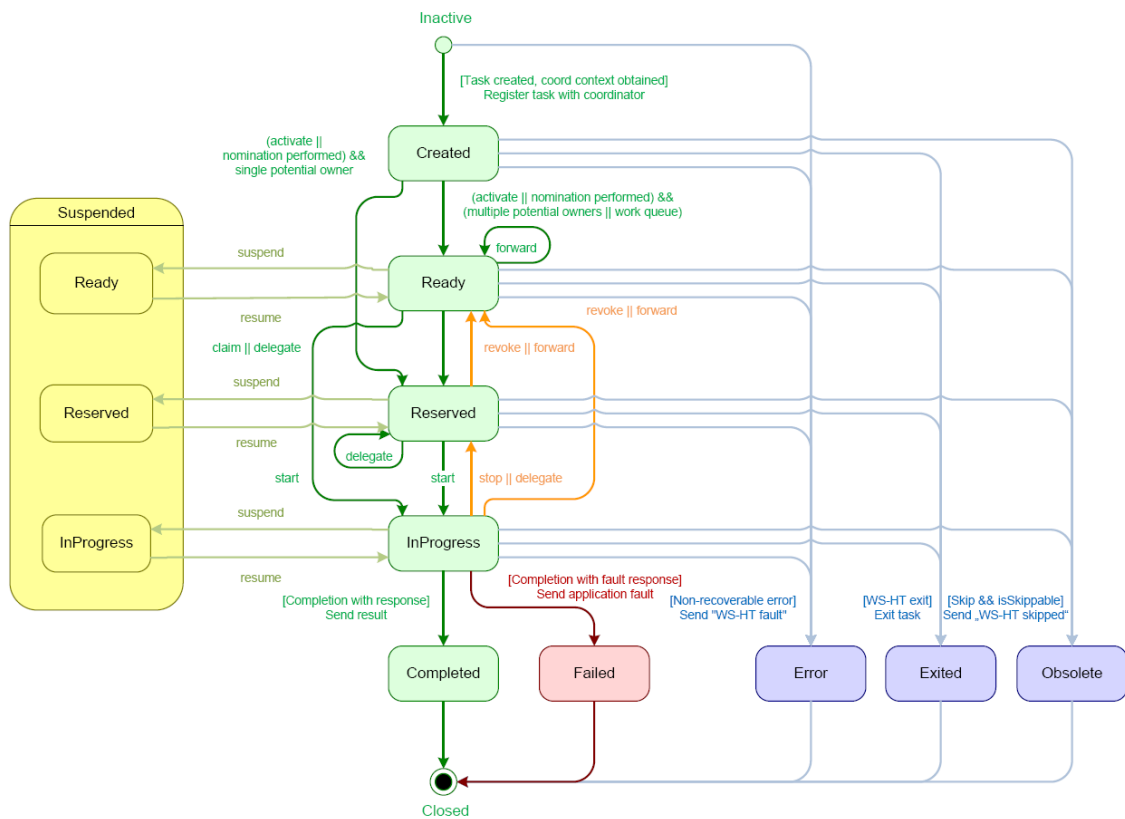 Inactive
[Task created, coord context obtained]
Register task with coordinator
(activate ||
nomination performed) &&
single potential owner
Created
(activate || nomination performed) &&
(multiple potential owners || work queue)
Suspended
suspend
forward
Ready
Ready
resume
revoke || forward
claim || delegate
revoke || forward
suspend
Reserved
Reserved
resume
delegate
start
start
stop || delegate
suspend
InProgress
InProgress
resume
[Completion with response]
Send result
[Completion with fault response]
Send application fault
[Non-recoverable error]
Send "WS-HT fault"
[WS-HT exit]
Exit task
[Skip && isSkippable]
Send „WS-HT skipped“
Completed
Failed
Error
Exited
Obsolete
Closed